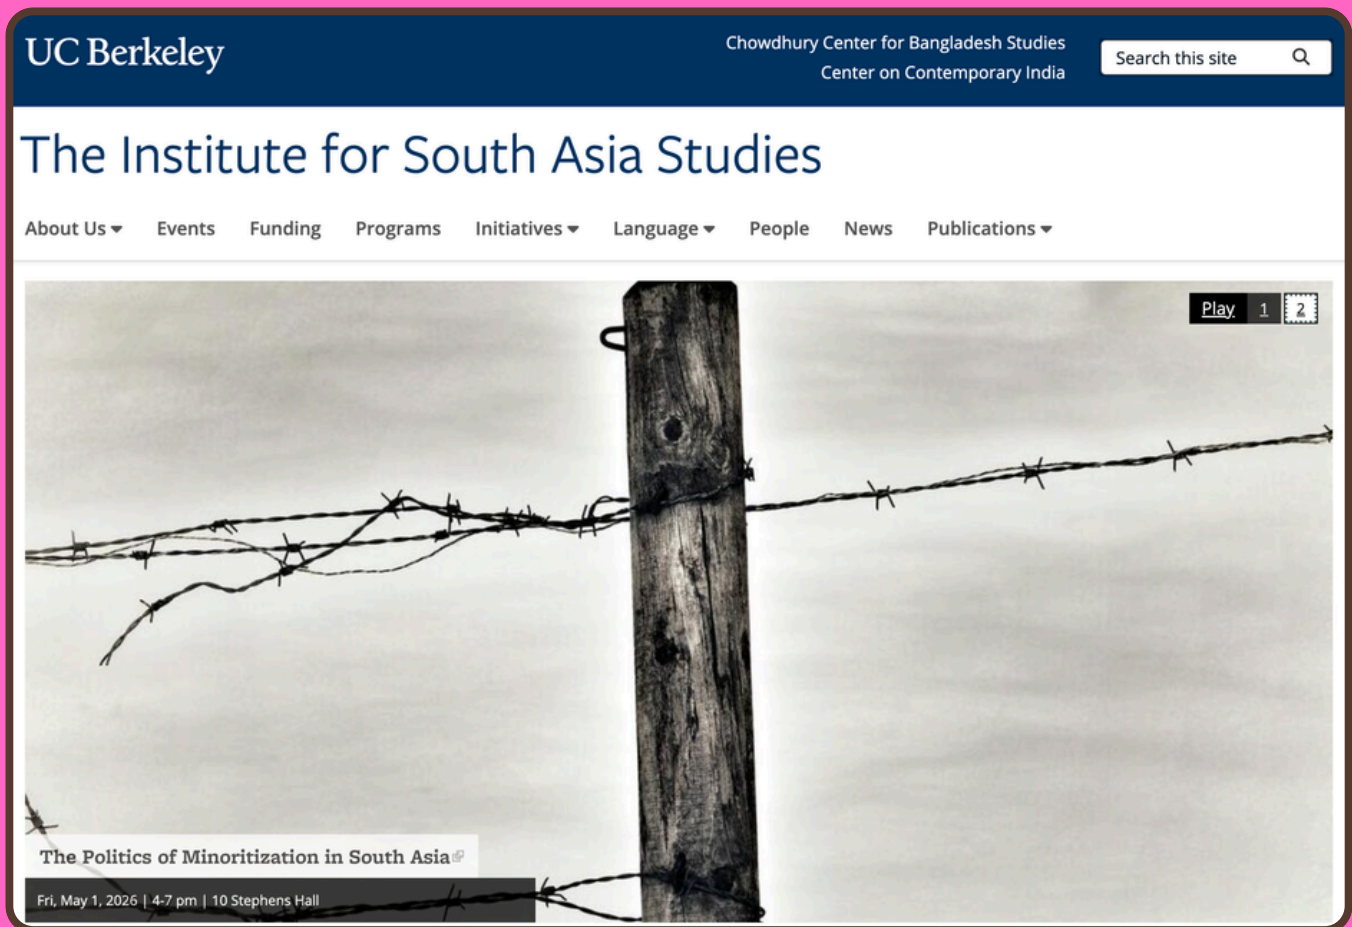 UC Berkeley
Chowdhury Center for Bangladesh Studies
Center on Contemporary India
Search this site
The Institute for South Asia Studies
About Us Events Funding Programs Initiatives Language People News Publications
Play 1 2
The Politics of Minoritization in South Asia
Fri, May 1, 2026 | 4-7 pm | 10 Stephens Hall